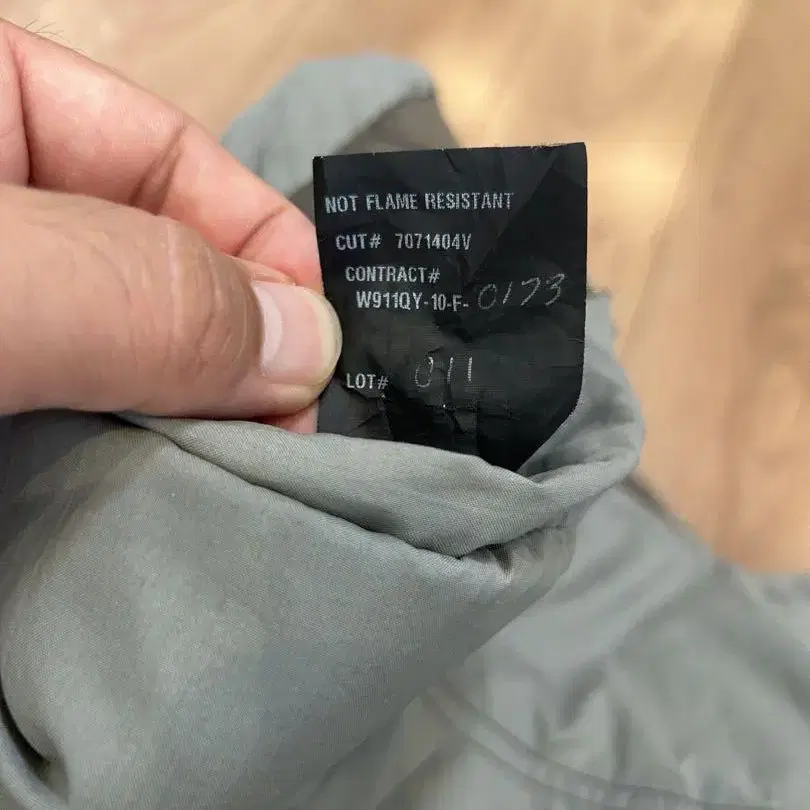 NOT FLAME RESISTANT
CUT# 7071404V
CONTRACT#
W911QY-10-F-0173
LOT# 011